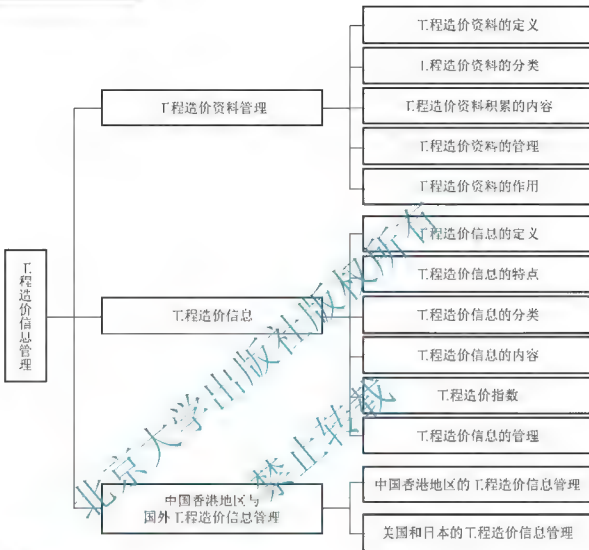 工程造价信息管理
工程造价资料管理
工程造价资料的定义
工程造价资料的分类
工程造价资料积累的内容
工程造价资料的管理
工程造价资料的作用
工程造价信息
工程造价信息的定义
工程造价信息的特点
工程造价信息的分类
工程造价信息的内容
工程造价指数
工程造价信息的管理
中国香港地区与
国外工程造价信息管理
中国香港地区的工程造价信息管理
美国和日本的工程造价信息管理
北京大学出版社版权所有
禁止转载